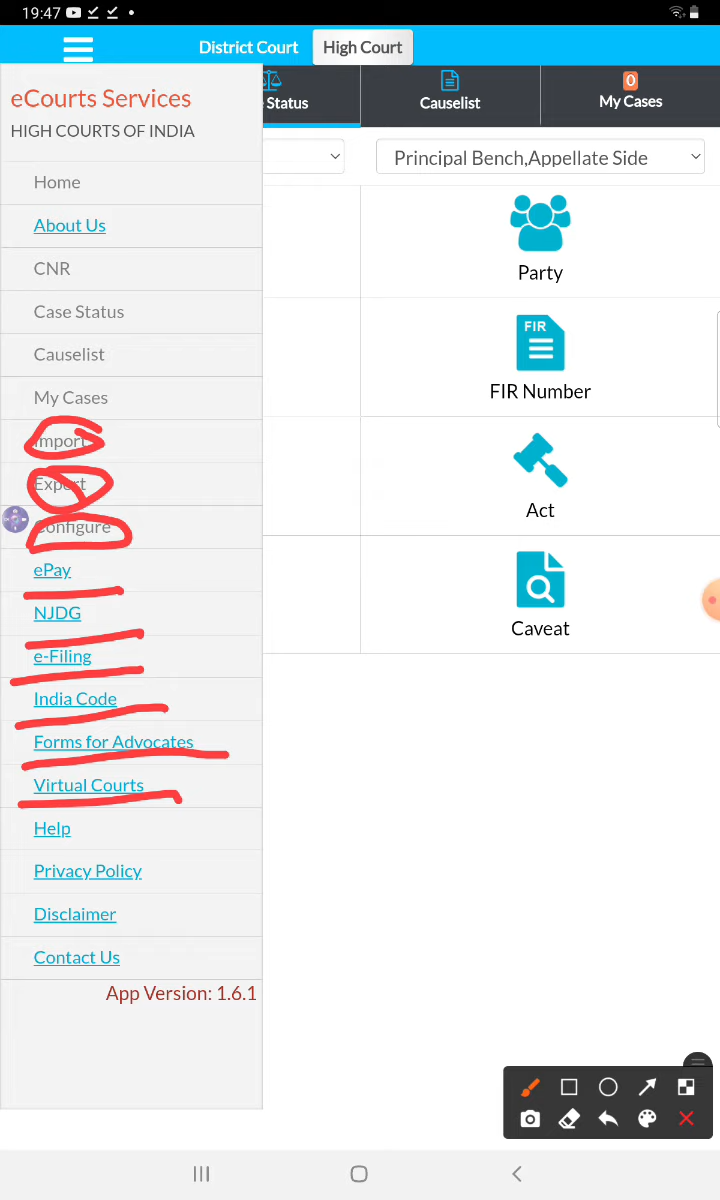 19:47
District Court High Court
eCourts Services
HIGH COURTS OF INDIA
Status
Causelist
0
My Cases
Principal Bench,Appellate Side
Home
About Us
CNR
Case Status
Causelist
My Cases
Import
Export
Configure
ePay
NJDG
e-Filing
India Code
Forms for Advocates
Virtual Courts
Help
Privacy Policy
Disclaimer
Contact Us
App Version: 1.6.1
Party
FIR
FIR Number
Act
Caveat